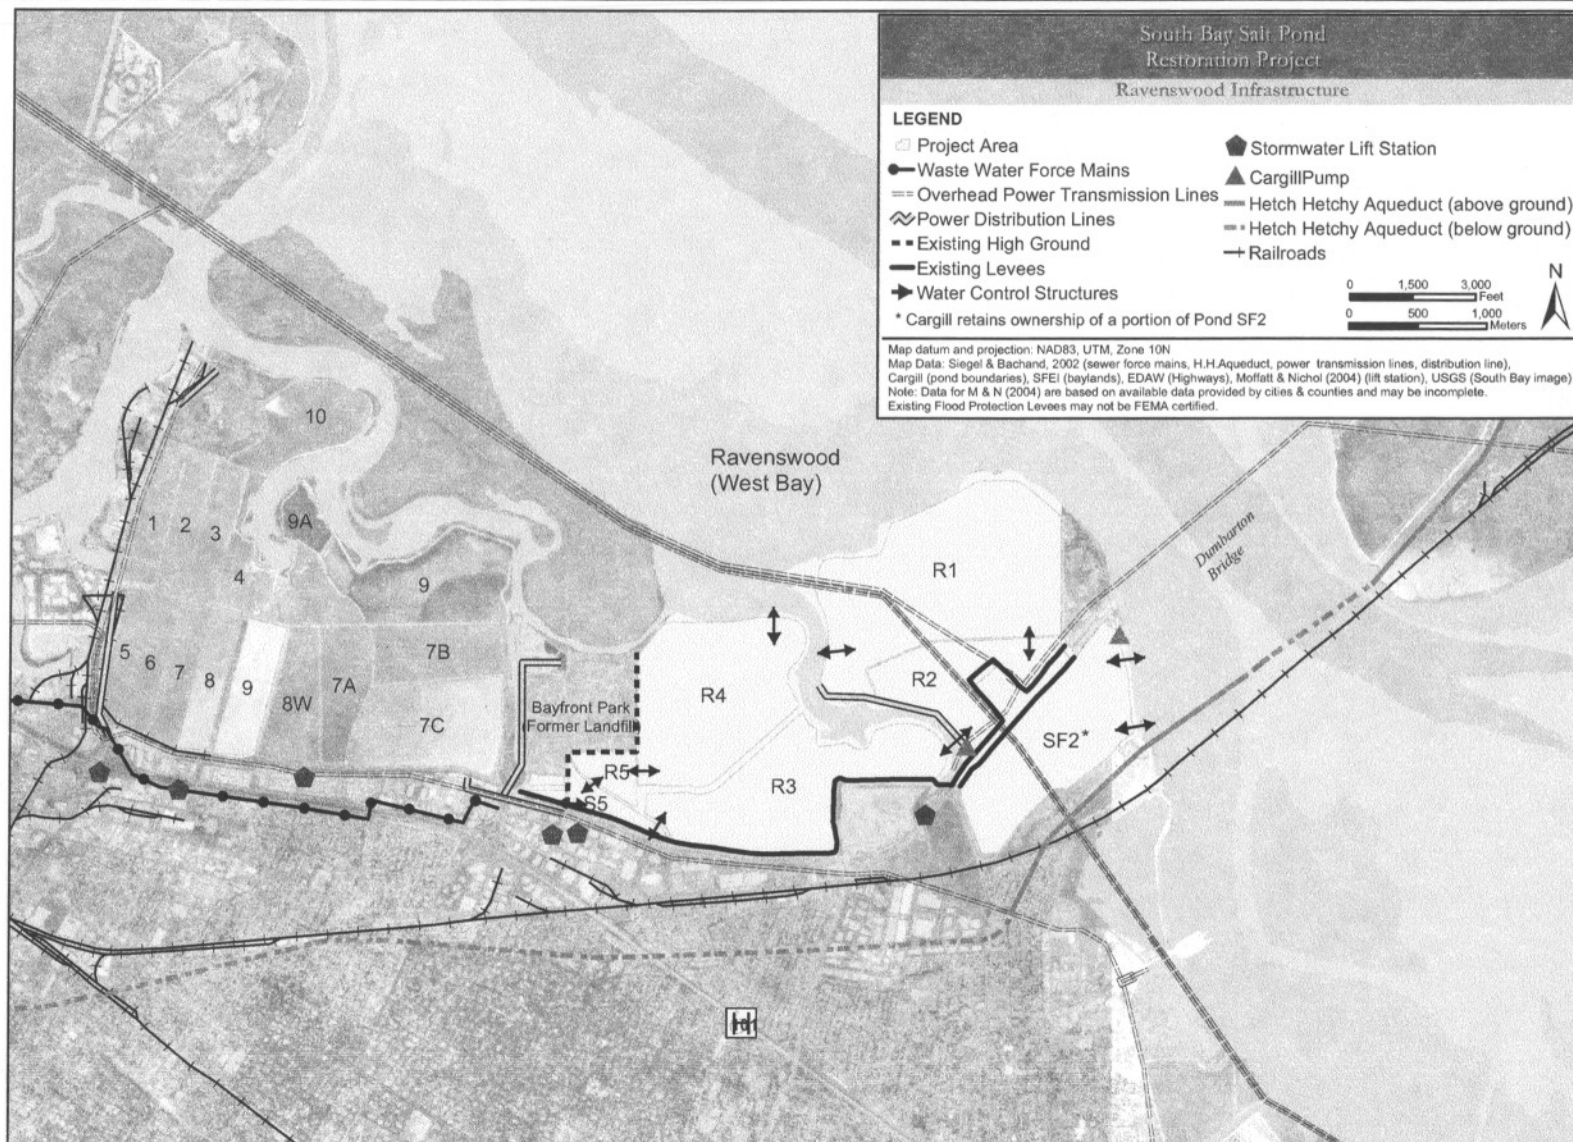 South Bay Salt Pond
Restoration Project
Ravenswood Infrastructure
LEGEND
Project Area
Waste Water Force Mains
Overhead Power Transmission Lines
Power Distribution Lines
Existing High Ground
Existing Levees
Water Control Structures
* Cargill retains ownership of a portion of Pond SF2
Stormwater Lift Station
CargillPump
Hetch Hetchy Aqueduct (above ground)
Hetch Hetchy Aqueduct (below ground)
Railroads
N
0 1,500 3,000
Feet
0 500 1,000
Meters
Map datum and projection: NAD83, UTM, Zone 10N
Map Data: Siegel & Bachand, 2002 (sewer force mains, H.H.Aqueduct, power transmission lines, distribution line),
Cargill (pond boundaries), SFEI (baylands), EDAW (Highways), Moffatt & Nichol (2004) (lift station), USGS (South Bay image)
Note: Data for M & N (2004) are based on available data provided by cities & counties and may be incomplete.
Existing Flood Protection Levees may not be FEMA certified.
10
Ravenswood
(West Bay)
1 2 3
9A
4
9
R1
Dumbarton
Bridge
5 6 7 8 9
8W
7A
7B
7C
Bayfront Park
(Former Landfill)
R4
R2
SF2*
R5
S5
R3
101